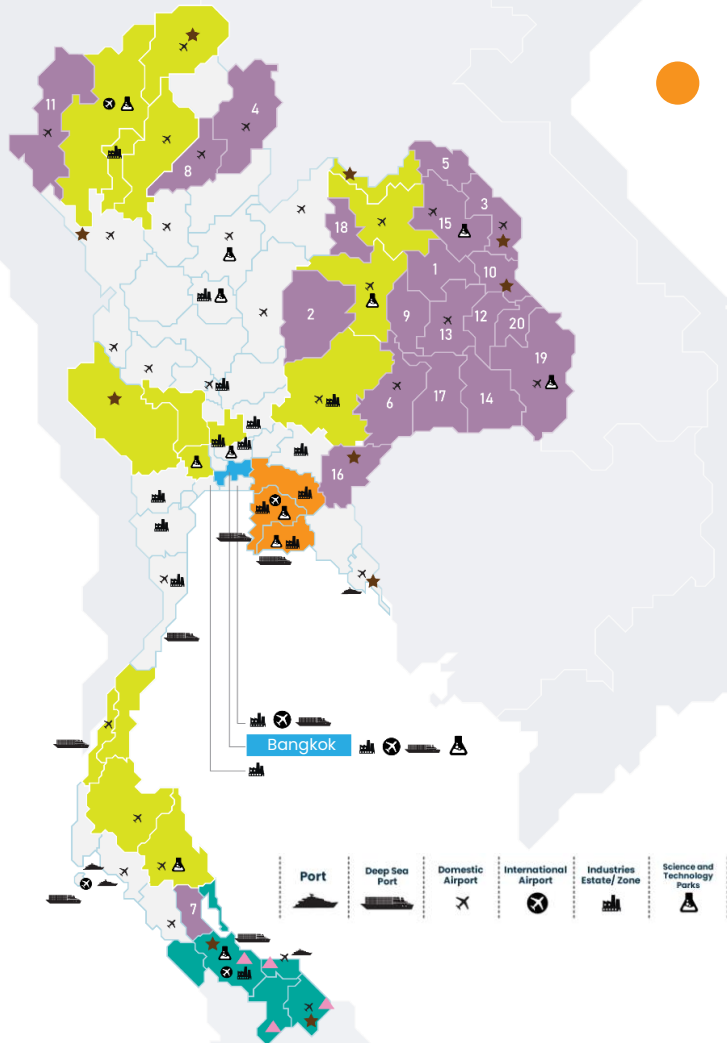 11
4
8
5
3
15
18
1
10
2
9
12
20
13
19
6
17
14
16
Bangkok
7
Port
Deep Sea
Port
Domestic
Airport
International
Airport
Industries
Estate/ Zone
Science and
Technology
Parks